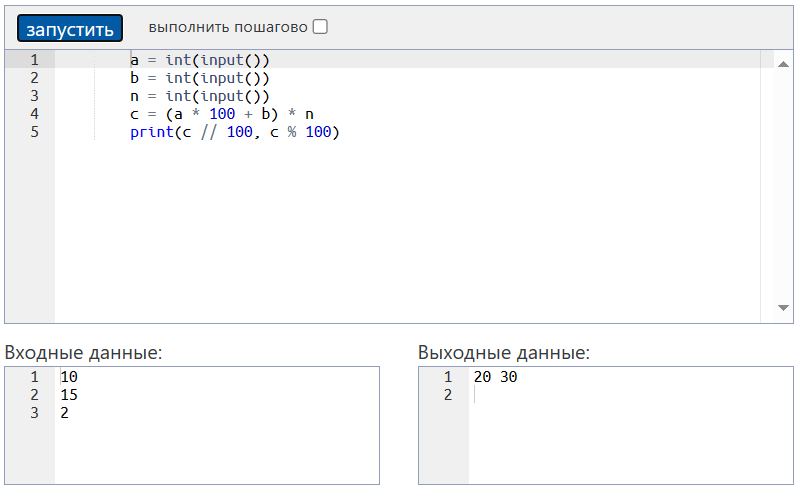 запустить выполнить пошагово
1 a = int(input())
2 b = int(input())
3 n = int(input())
4 c = (a * 100 + b) * n
5 print(c // 100, c % 100)
Входные данные:
1 10
2 15
3 2
Выходные данные:
1 20 30
2